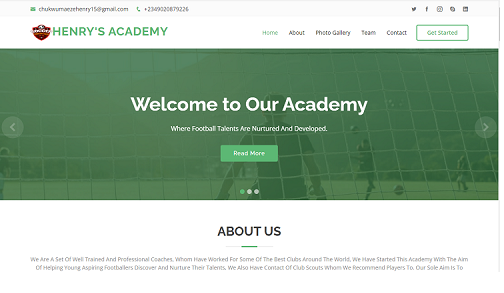 chukwumaezehenry15@gmail.com +2349020879226
HENRY'S ACADEMY Home About Photo Gallery Team Contact Get Started
Welcome to Our Academy
Where Football Talents Are Nurtured And Developed.
Read More
ABOUT US
We Are A Set Of Well Trained And Professional Coaches, Whom Have Worked For Some Of The Best Clubs Around The World, We Have Started This Academy With The Aim
Of Helping Young Aspiring Footballers Discover And Nurture Their Talents, We Also Have Contact Of Club Scouts Whom We Recommend Players To. Our Sole Aim Is To